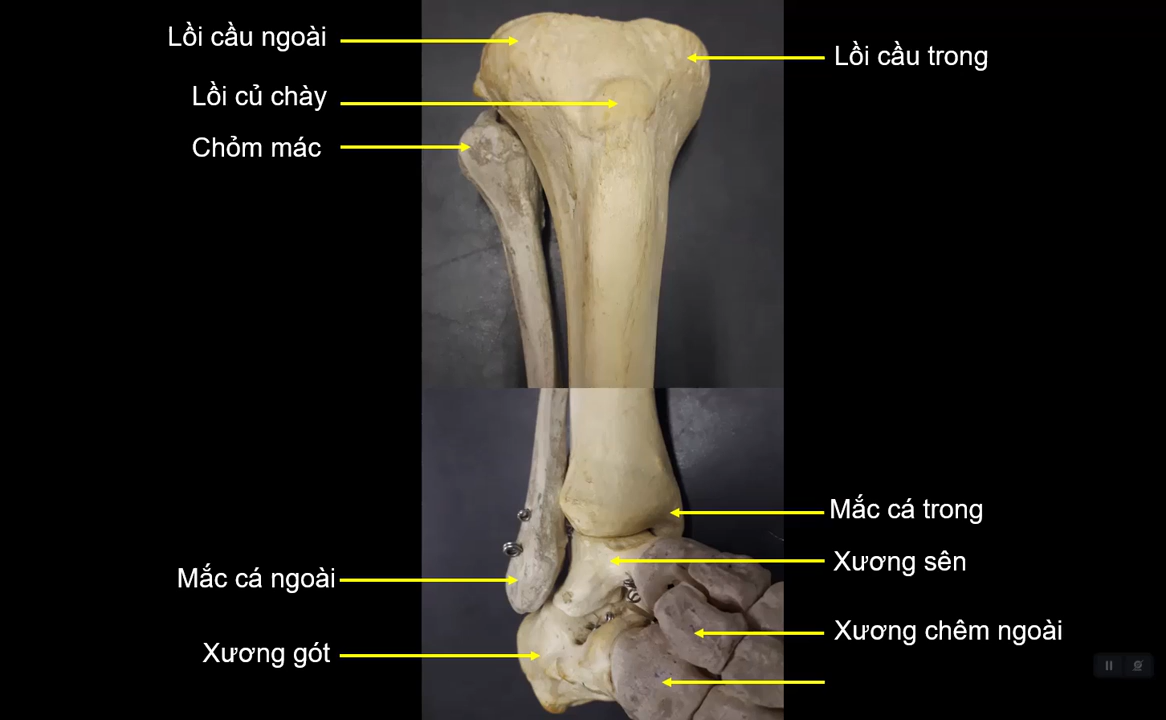 Lồi cầu ngoài
Lồi cầu trong
Lồi củ chày
Chỏm mác
Mắc cá trong
Xương sên
Mắc cá ngoài
Xương chêm ngoài
Xương gót